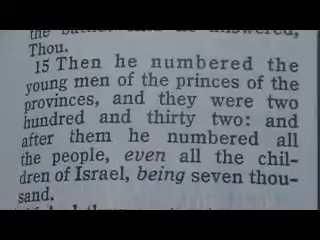 answered,
Thou.
15 Then he numbered the
young men of the princes of the
provinces, and they were two
hundred and thirty two: and
after them he numbered all
the people, even all the chil-
dren of Israel, being seven thou-
sand.